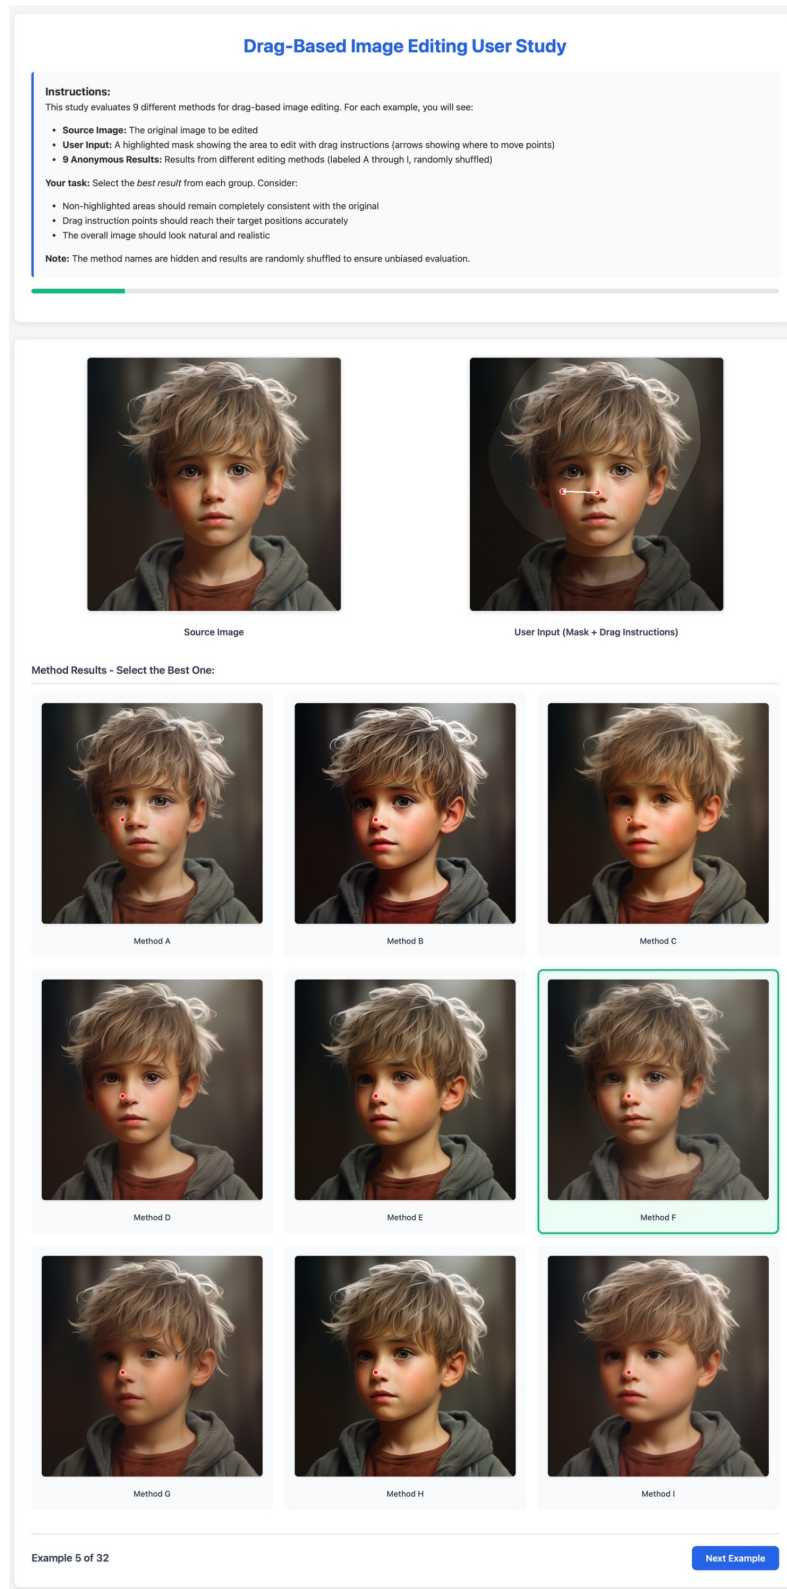 Drag-Based Image Editing User Study
Instructions:
This study evaluates 9 different methods for drag-based image editing. For each example, you will see:
• Source Image: The original image to be edited
• User Input: A highlighted mask showing the area to edit with drag instructions (arrows showing where to move points)
• 9 Anonymous Results: Results from different editing methods (labeled A through I, randomly shuffled)
Your task: Select the best result from each group. Consider:
• Non-highlighted areas should remain completely consistent with the original
• Drag instruction points should reach their target positions accurately
• The overall image should look natural and realistic
Note: The method names are hidden and results are randomly shuffled to ensure unbiased evaluation.
Source Image
User Input (Mask + Drag Instructions)
Method Results - Select the Best One:
Method A
Method B
Method C
Method D
Method E
Method F
Method G
Method H
Method I
Example 5 of 32
Next Example